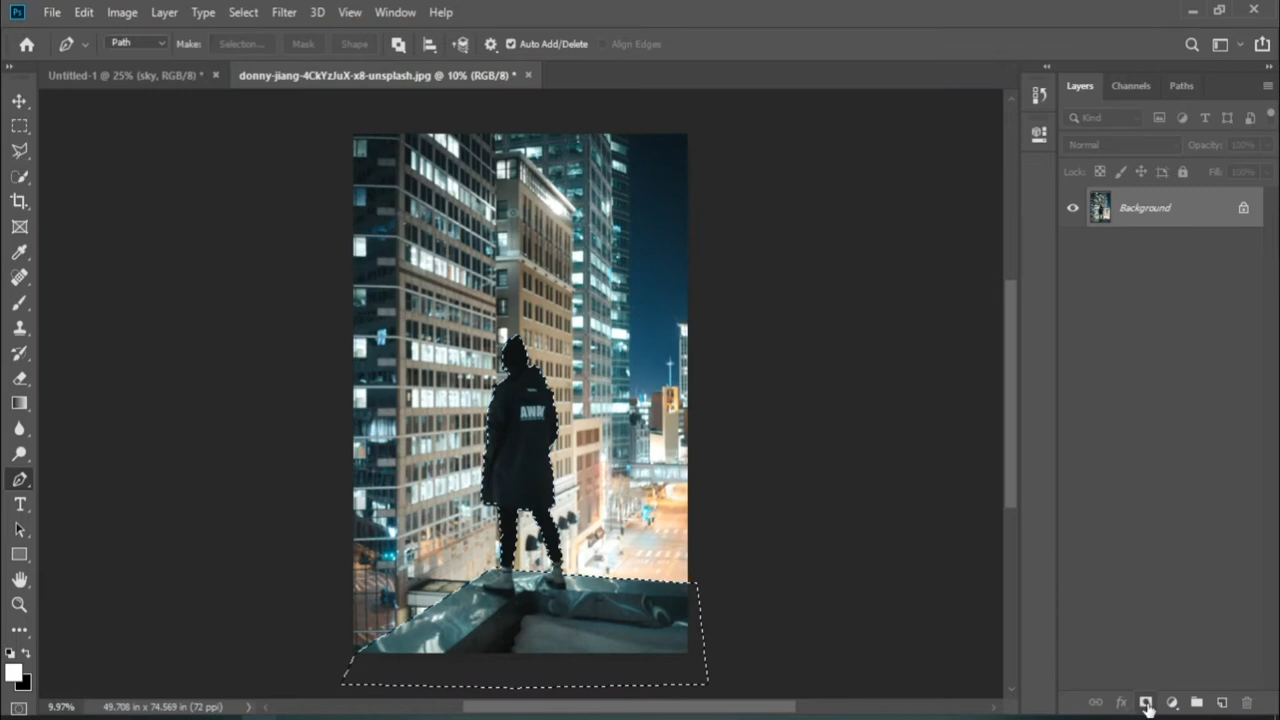 Ps File Edit Image Layer Type Select Filter 3D View Window Help
Path Make: Selection... Mask Shape Auto Add/Delete Align Edges
Untitled-1 @ 25% (sky, RGB/8) * × donny-jiang-4CkYzJuX-x8-unsplash.jpg @ 10% (RGB/8) * ×
Layers Channels Paths
Kind
Normal Opacity: 100%
Lock: Fill: 100%
Background
AWAY
T
9.97% 49.708 in x 74.569 in (72 ppi)
fx